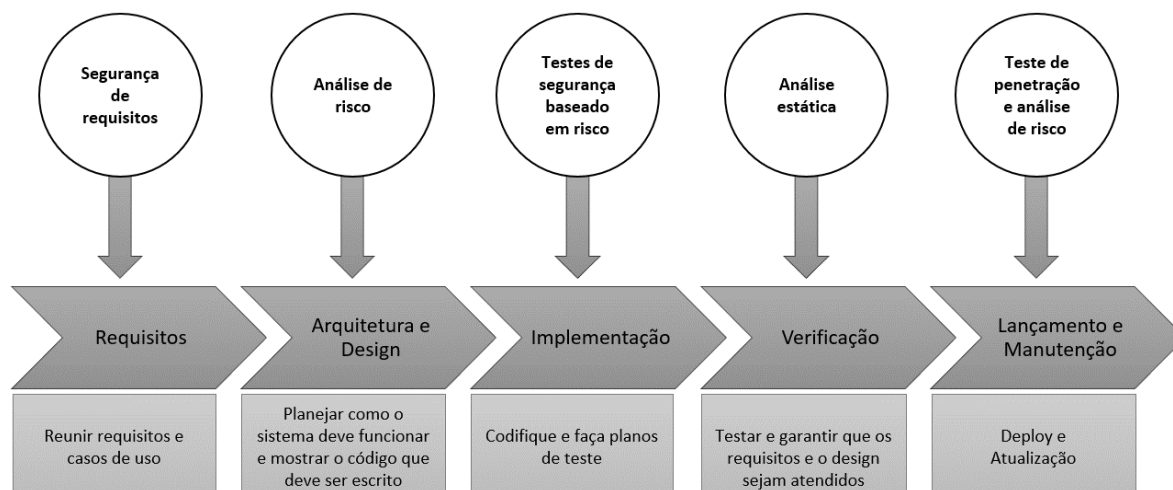 Segurança
de
requisitos
Análise de
risco
Testes de
segurança
baseado
em risco
Análise
estática
Teste de
penetração
e análise
de risco
Requisitos
Arquitetura e
Design
Implementação
Verificação
Lançamento e
Manutenção
Reunir requisitos e
casos de uso
Planejar como o
sistema deve funcionar
e mostrar o código que
deve ser escrito
Codifique e faça planos
de teste
Testar e garantir que os
requisitos e o design
sejam atendidos
Deploy e
Atualização